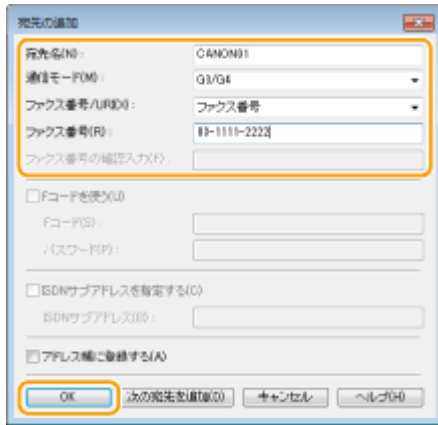 宛先の追加
宛先名(N): CANON01
通信モード(M): G3/G4
ファクス番号/URI(X): ファクス番号
ファクス番号(R): 03-1111-2222
ファクス番号の確認入力(F):
Fコードを使う(U)
Fコード(S):
パスワード(P):
ISDNサブアドレスを指定する(C)
ISDNサブアドレス(B):
アドレス帳に登録する(A)
OK 次の宛先を追加(D) キャンセル ヘルプ(H)